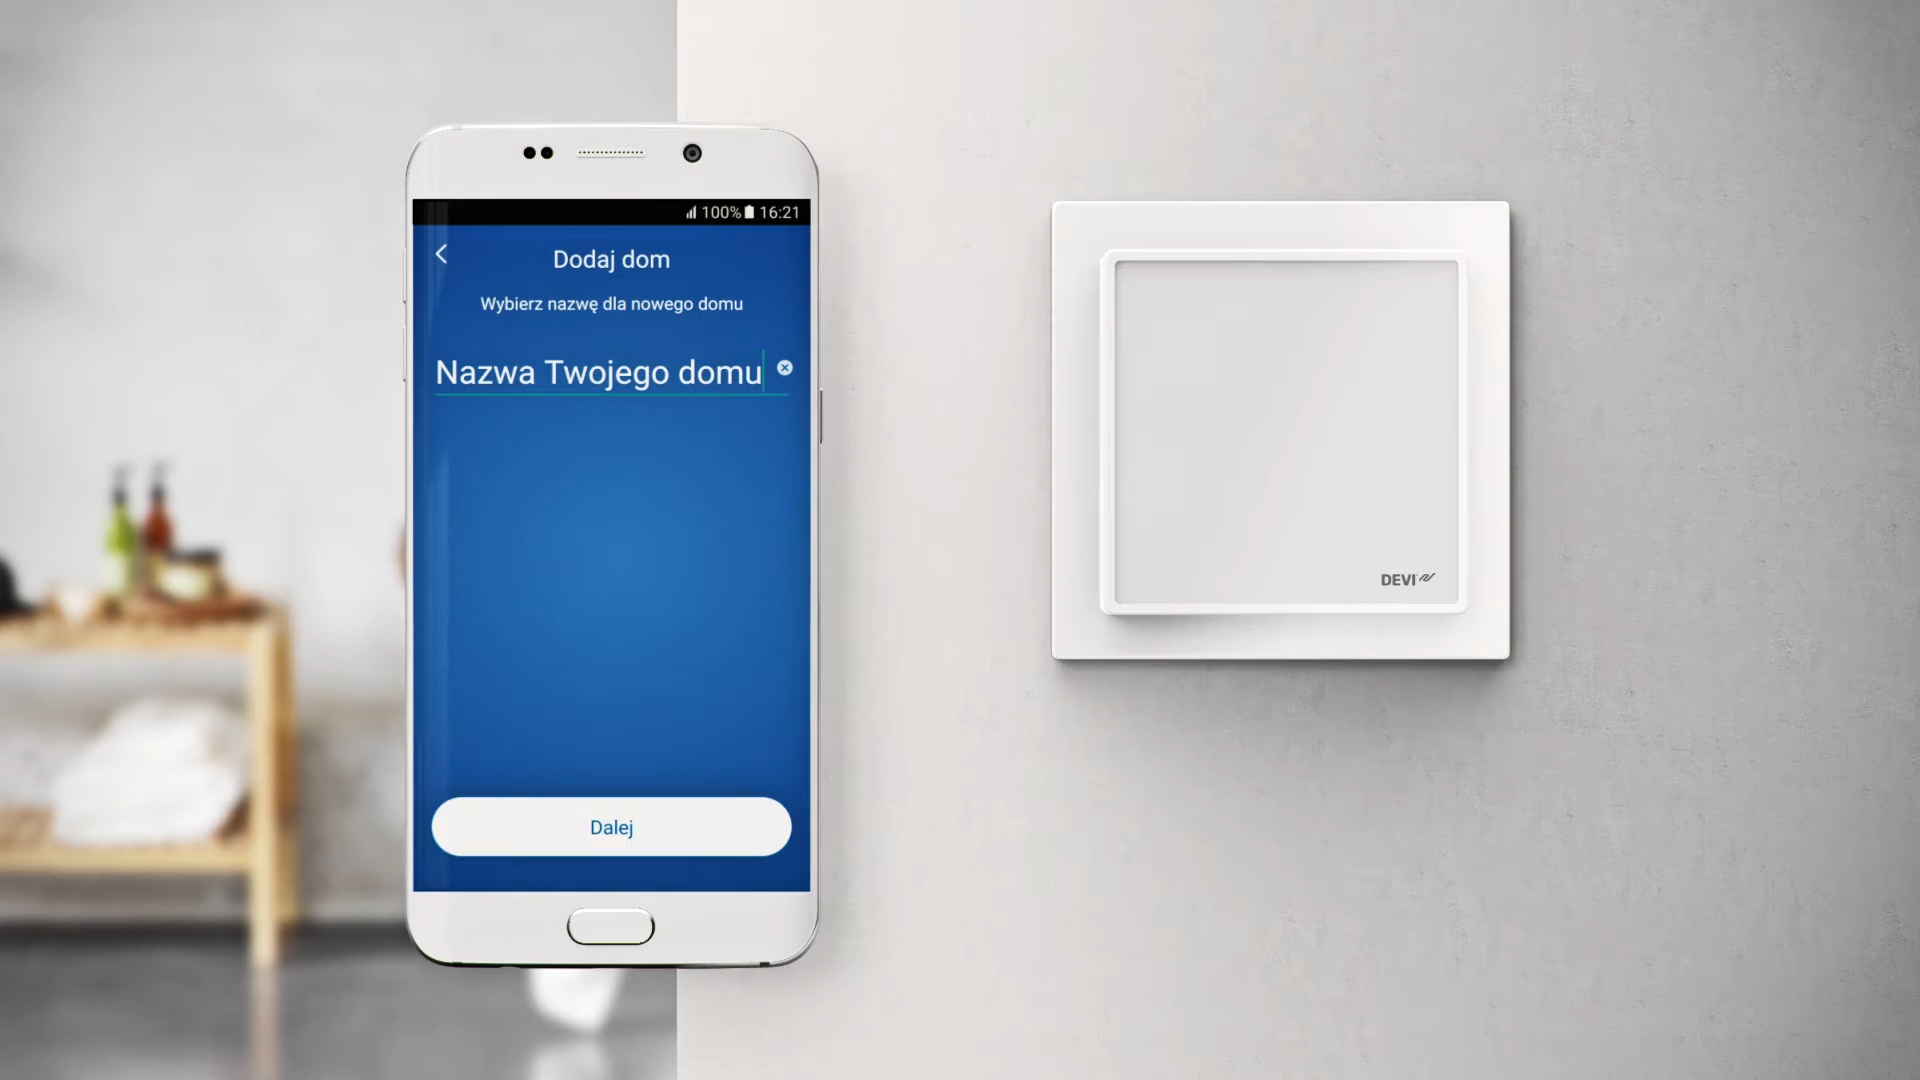 100% 16:21
Dodaj dom
Wybierz nazwę dla nowego domu
Nazwa Twojego domu
Dalej
DEVI